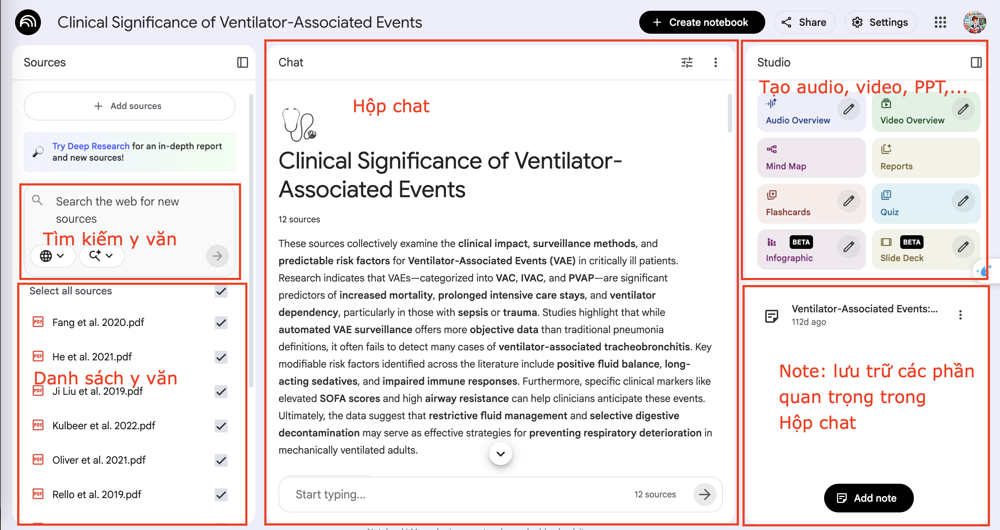 Clinical Significance of Ventilator-Associated Events
+ Create notebook
Share
Settings
Sources
+ Add sources
Try Deep Research for an in-depth report
and new sources!
Search the web for new
sources
Tìm kiếm y văn
Select all sources
PDF Fang et al. 2020.pdf
PDF He et al. 2021.pdf
Danh sách y văn
PDF Ji Liu et al. 2019.pdf
PDF Kulbeer et al. 2022.pdf
PDF Oliver et al. 2021.pdf
PDF Rello et al. 2019.pdf
Chat
Hộp chat
Clinical Significance of Ventilator-
Associated Events
12 sources
These sources collectively examine the clinical impact, surveillance methods, and
predictable risk factors for Ventilator-Associated Events (VAE) in critically ill patients.
Research indicates that VAEs—categorized into VAC, IVAC, and PVAP—are significant
predictors of increased mortality, prolonged intensive care stays, and ventilator
dependency, particularly in those with sepsis or trauma. Studies highlight that while
automated VAE surveillance offers more objective data than traditional pneumonia
definitions, it often fails to detect many cases of ventilator-associated tracheobronchitis. Key
modifiable risk factors identified across the literature include positive fluid balance, long-
acting sedatives, and impaired immune responses. Furthermore, specific clinical markers like
elevated SOFA scores and high airway resistance can help clinicians anticipate these events.
Ultimately, the data suggest that restrictive fluid management and selective digestive
decontamination may serve as effective strategies for preventing respiratory deterioration in
mechanically ventilated adults.
Start typing...
12 sources
Studio
Tạo audio, video, PPT,...
Audio Overview
Video Overview
Mind Map
Reports
Flashcards
Quiz
BETA
Infographic
BETA
Slide Deck
Ventilator-Associated Events:...
112d ago
Note: lưu trữ các phần
quan trọng trong
Hộp chat
Add note